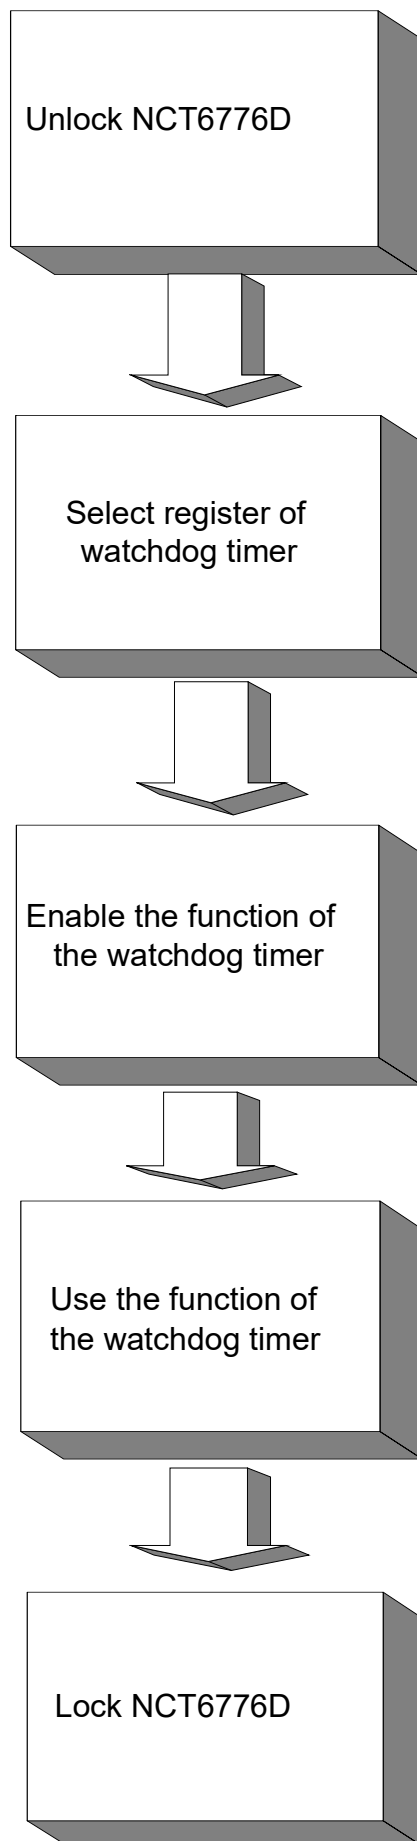 Unlock NCT6776D
Select register of
watchdog timer
Enable the function of
the watchdog timer
Use the function of
the watchdog timer
Lock NCT6776D